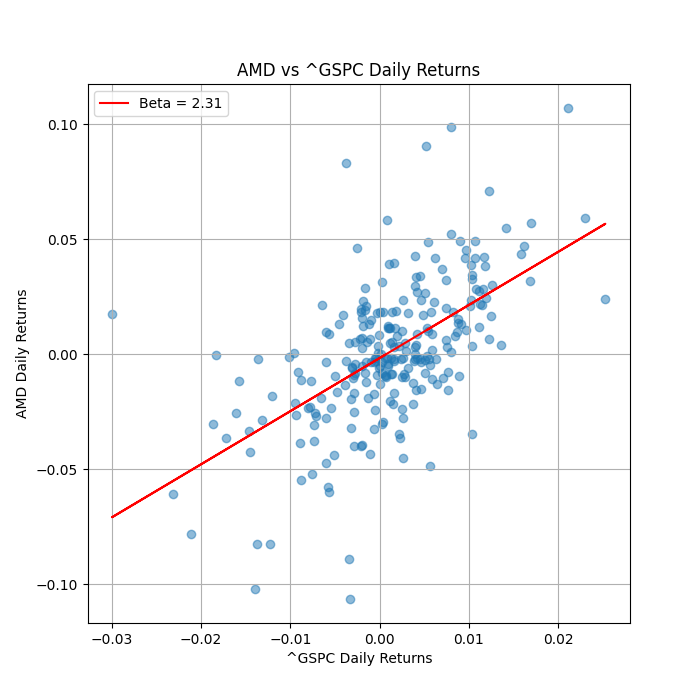 AMD vs ^GSPC Daily Returns
Beta = 2.31
0.10
0.05
0.00
−0.05
−0.10
AMD Daily Returns
−0.03
−0.02
−0.01
0.00
0.01
0.02
^GSPC Daily Returns